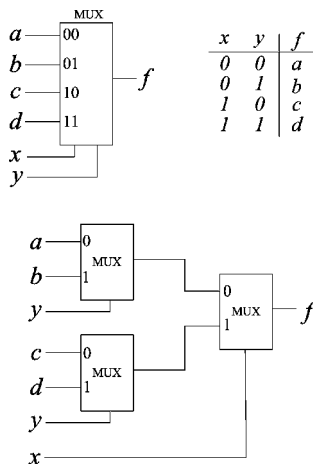 MUX
a 00
b 01
c 10
d 11
x
y
f
x y f
0 0 a
0 1 b
1 0 c
1 1 d
a 0
MUX
b 1
y
c 0
MUX
d 1
y
0
MUX
1
f
x